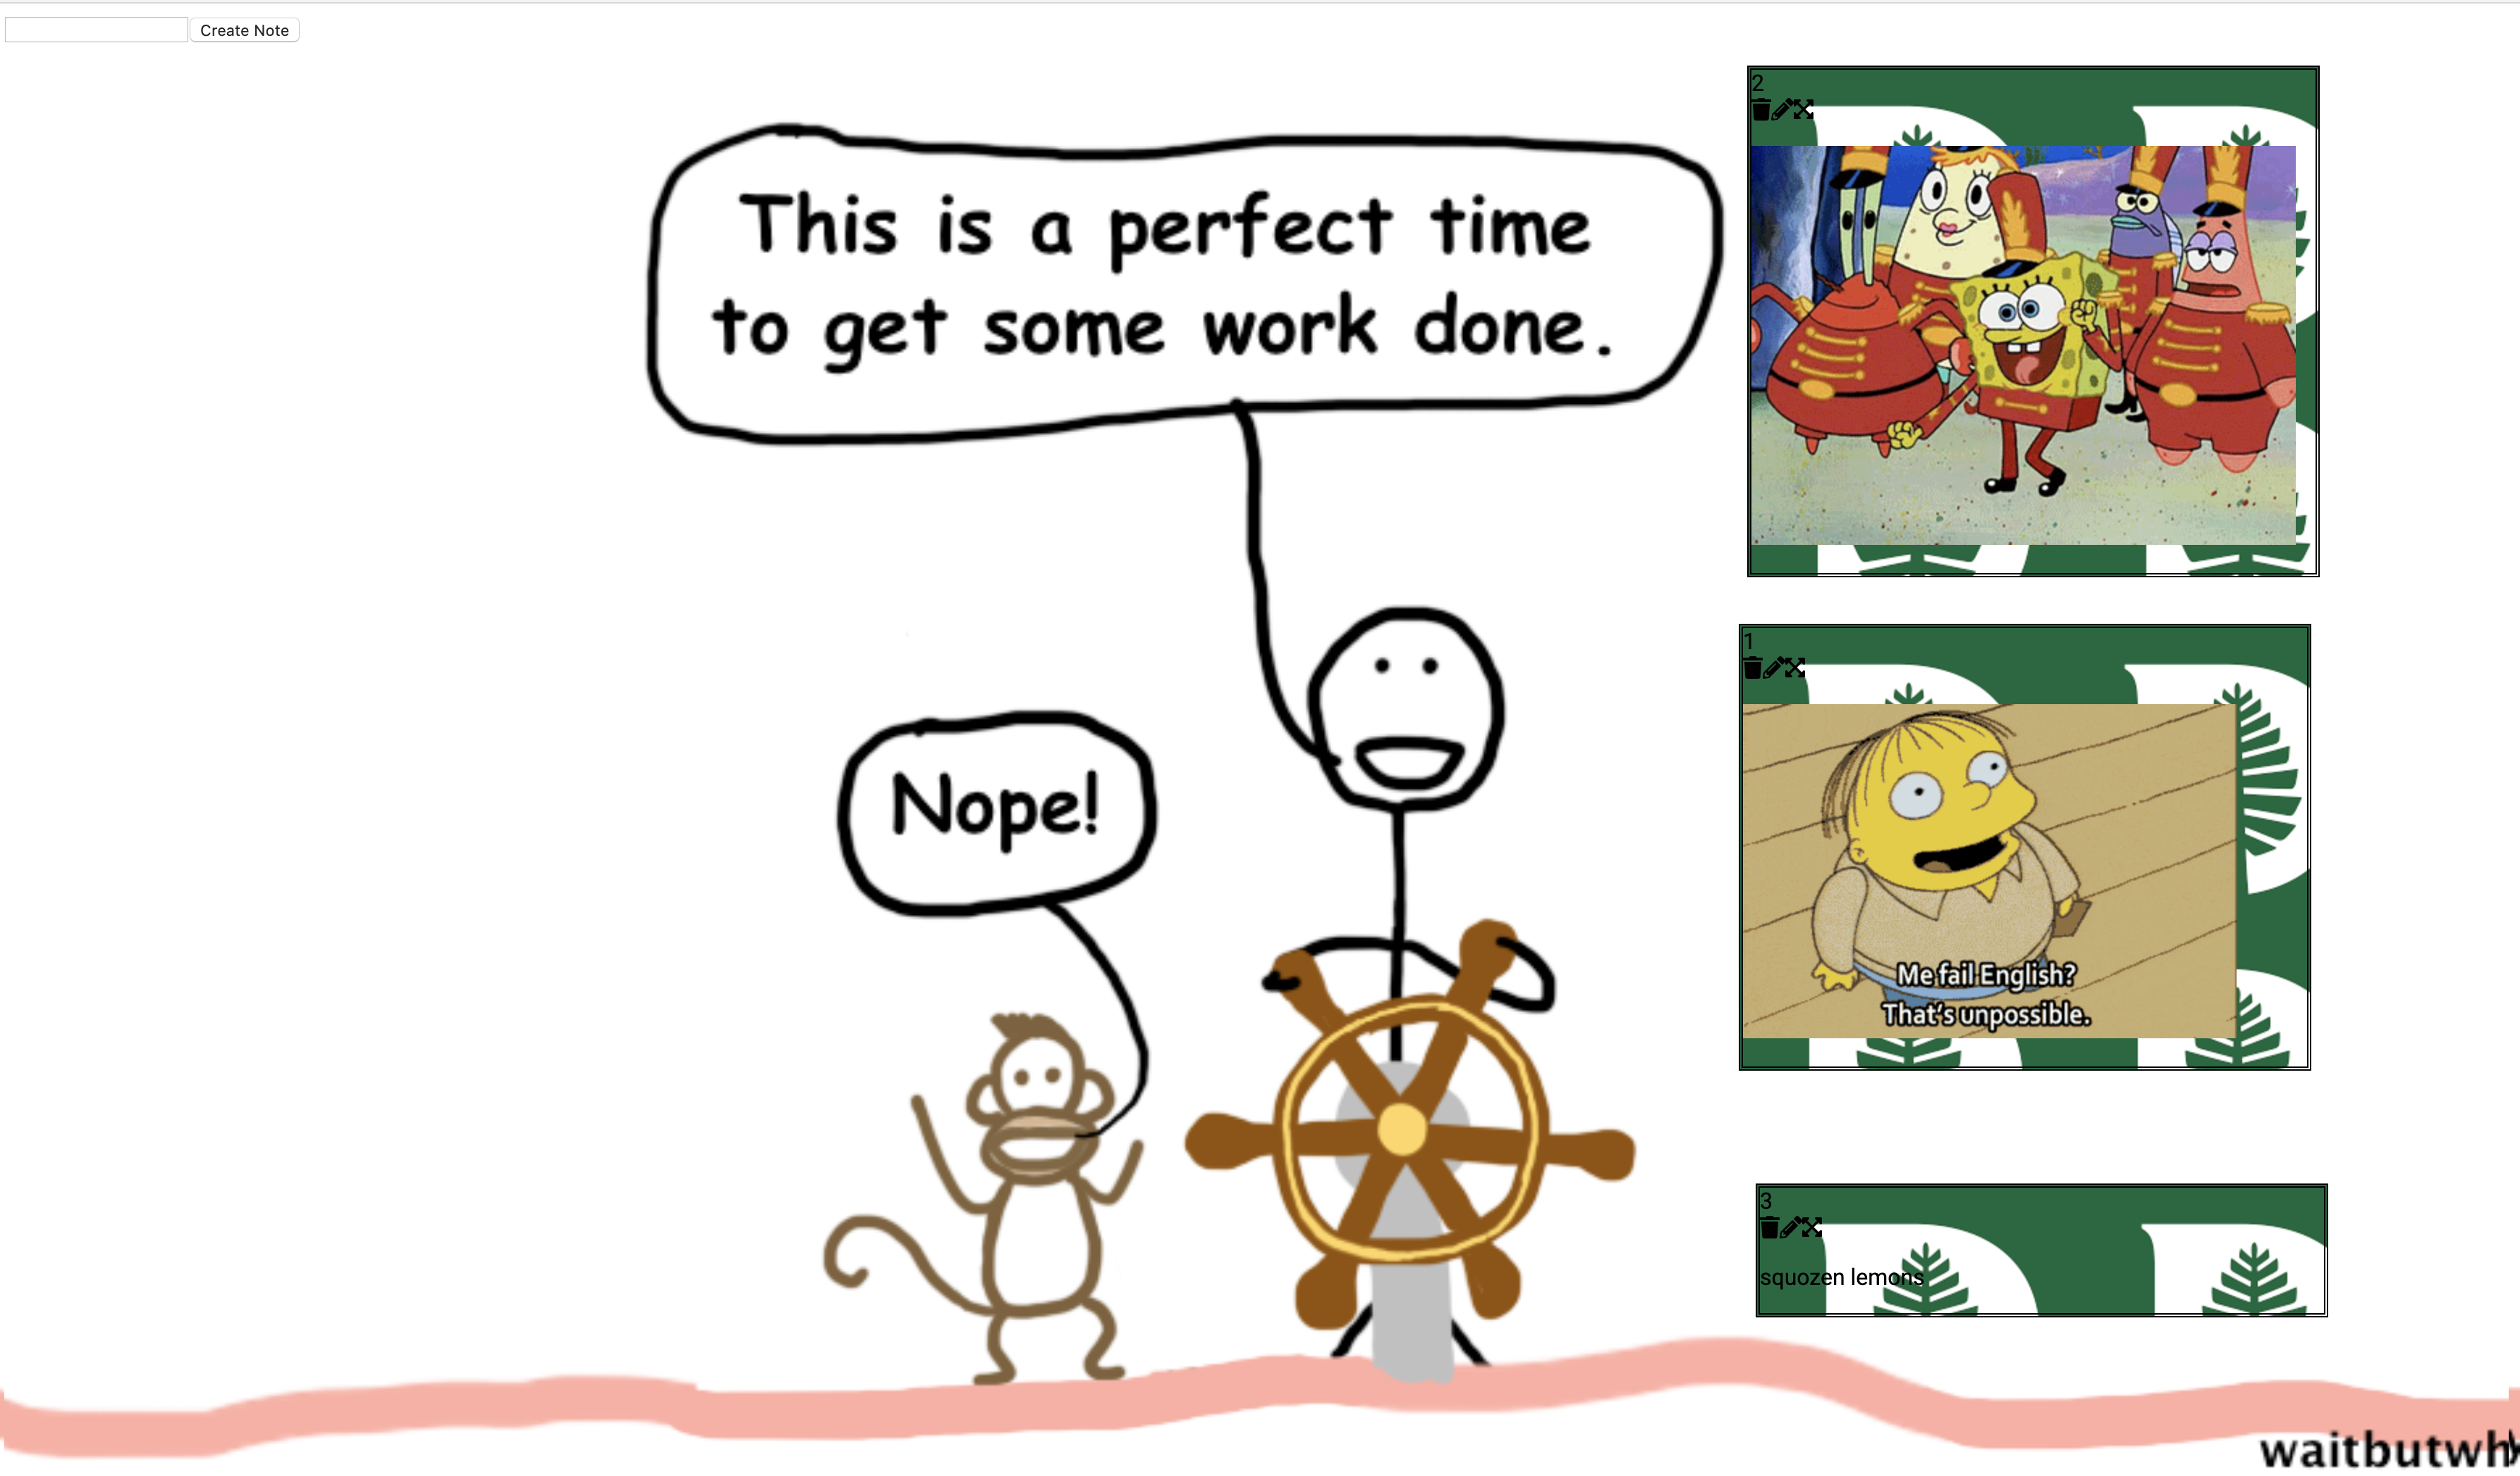 Create Note
This is a perfect time
to get some work done.
Nope!
2
1
Me fail English?
That's unpossible.
3
squozen lemons
waitbutwh